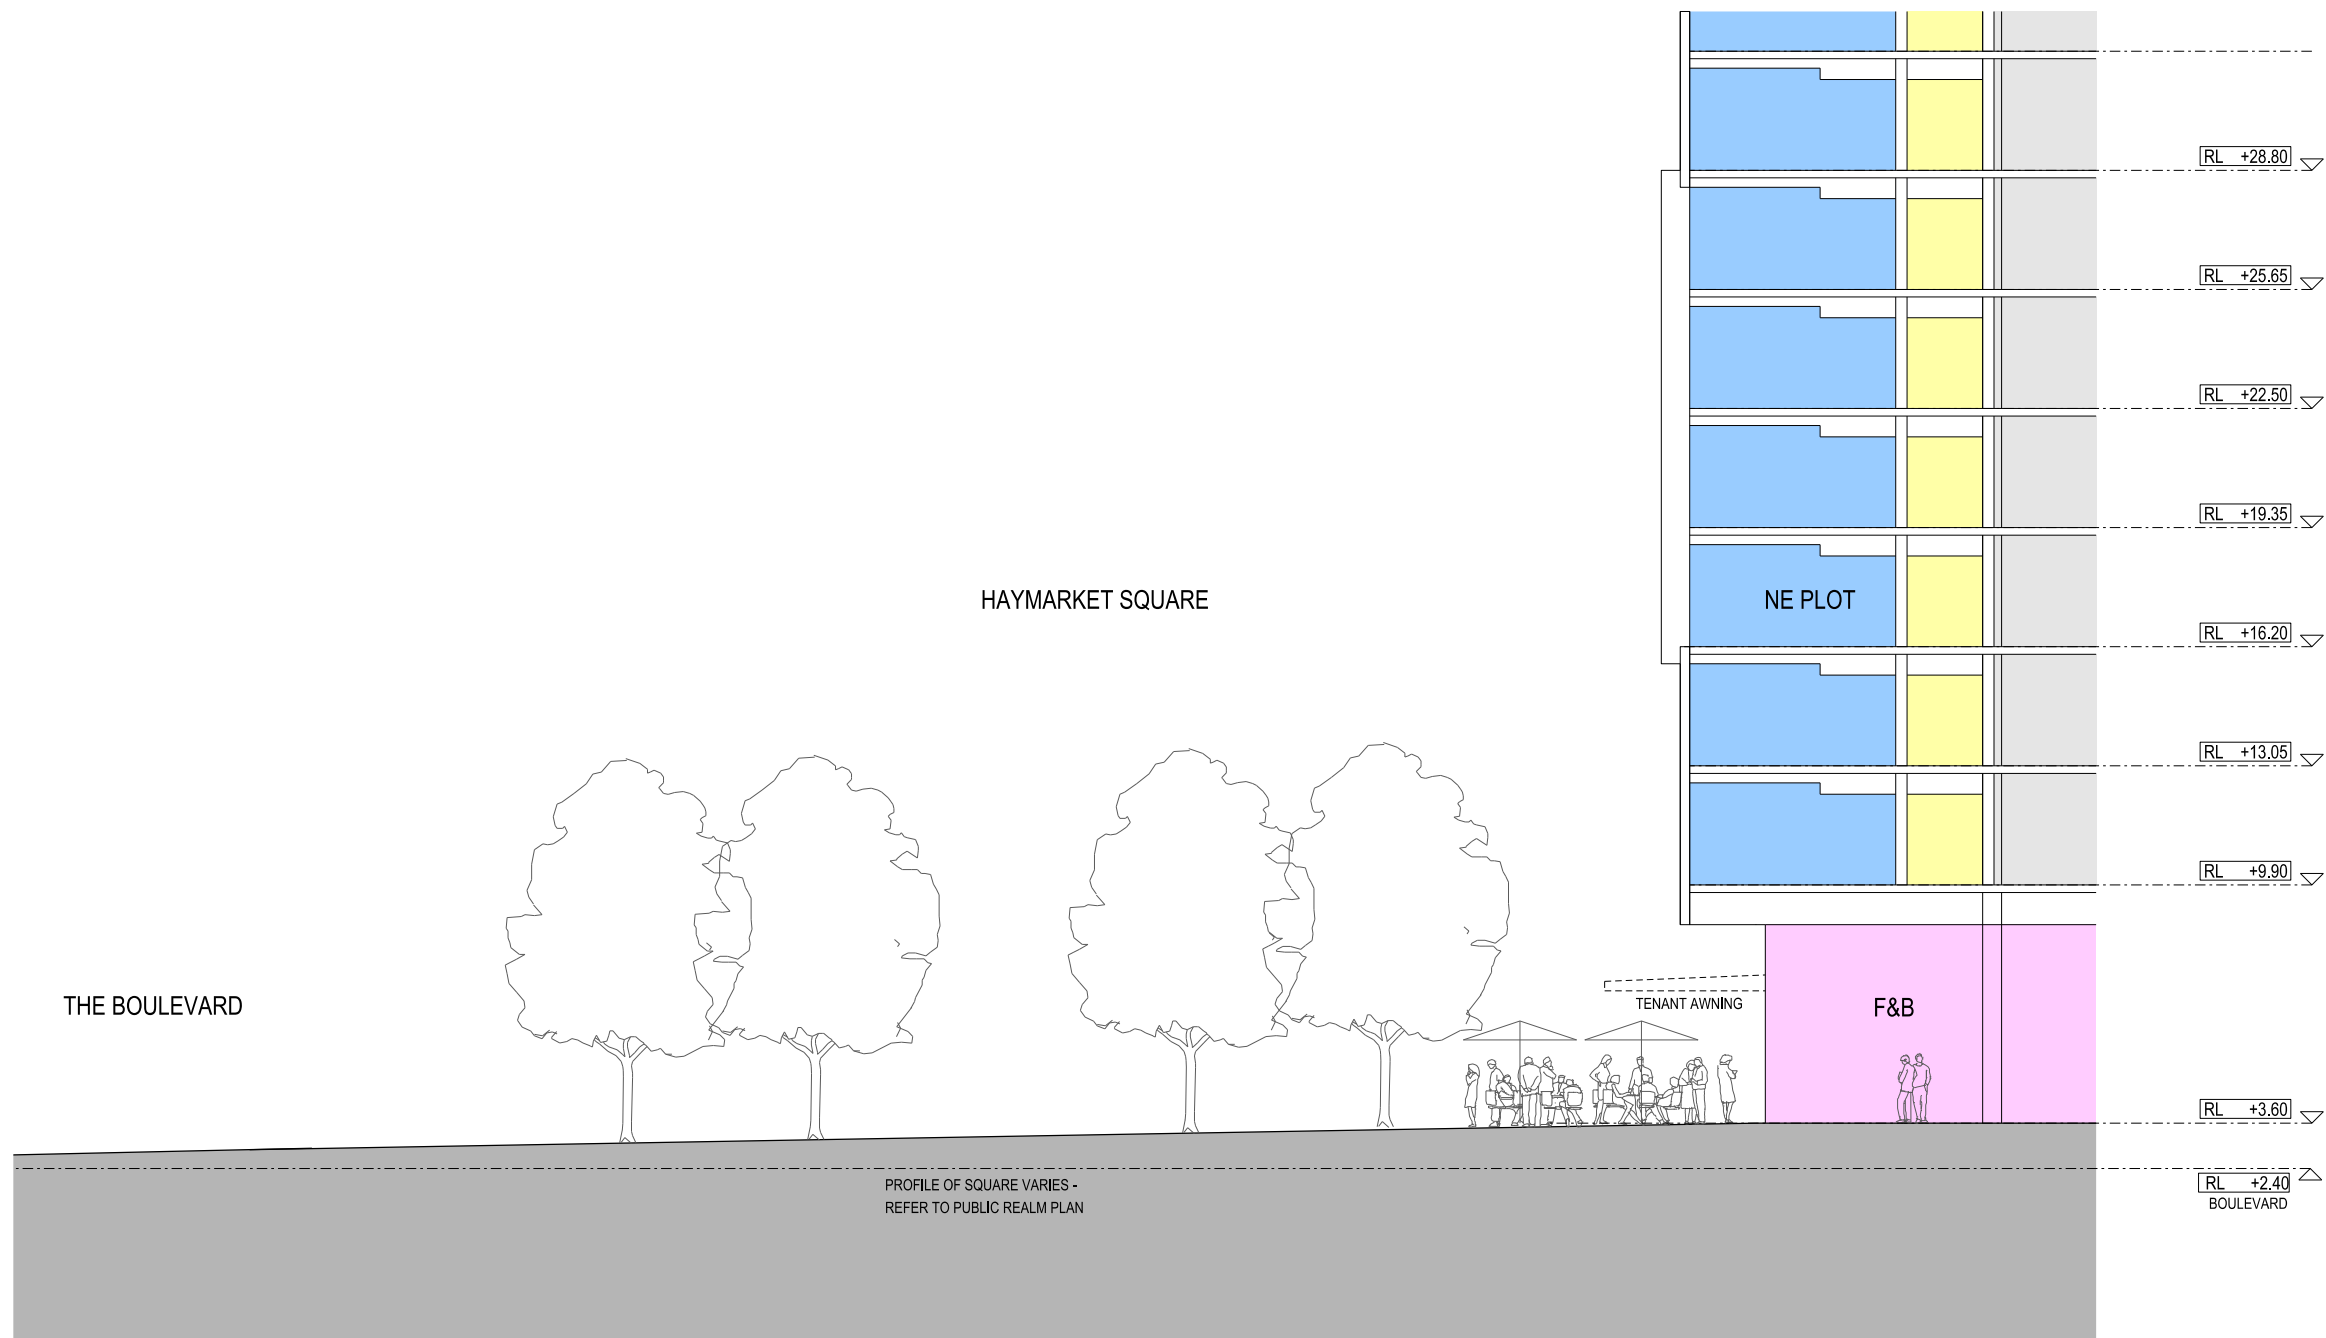 RL +28.80
RL +25.65
RL +22.50
RL +19.35
HAYMARKET SQUARE
NE PLOT
RL +16.20
RL +13.05
RL +9.90
THE BOULEVARD
TENANT AWNING
F&B
RL +3.60
PROFILE OF SQUARE VARIES -
REFER TO PUBLIC REALM PLAN
RL +2.40
BOULEVARD